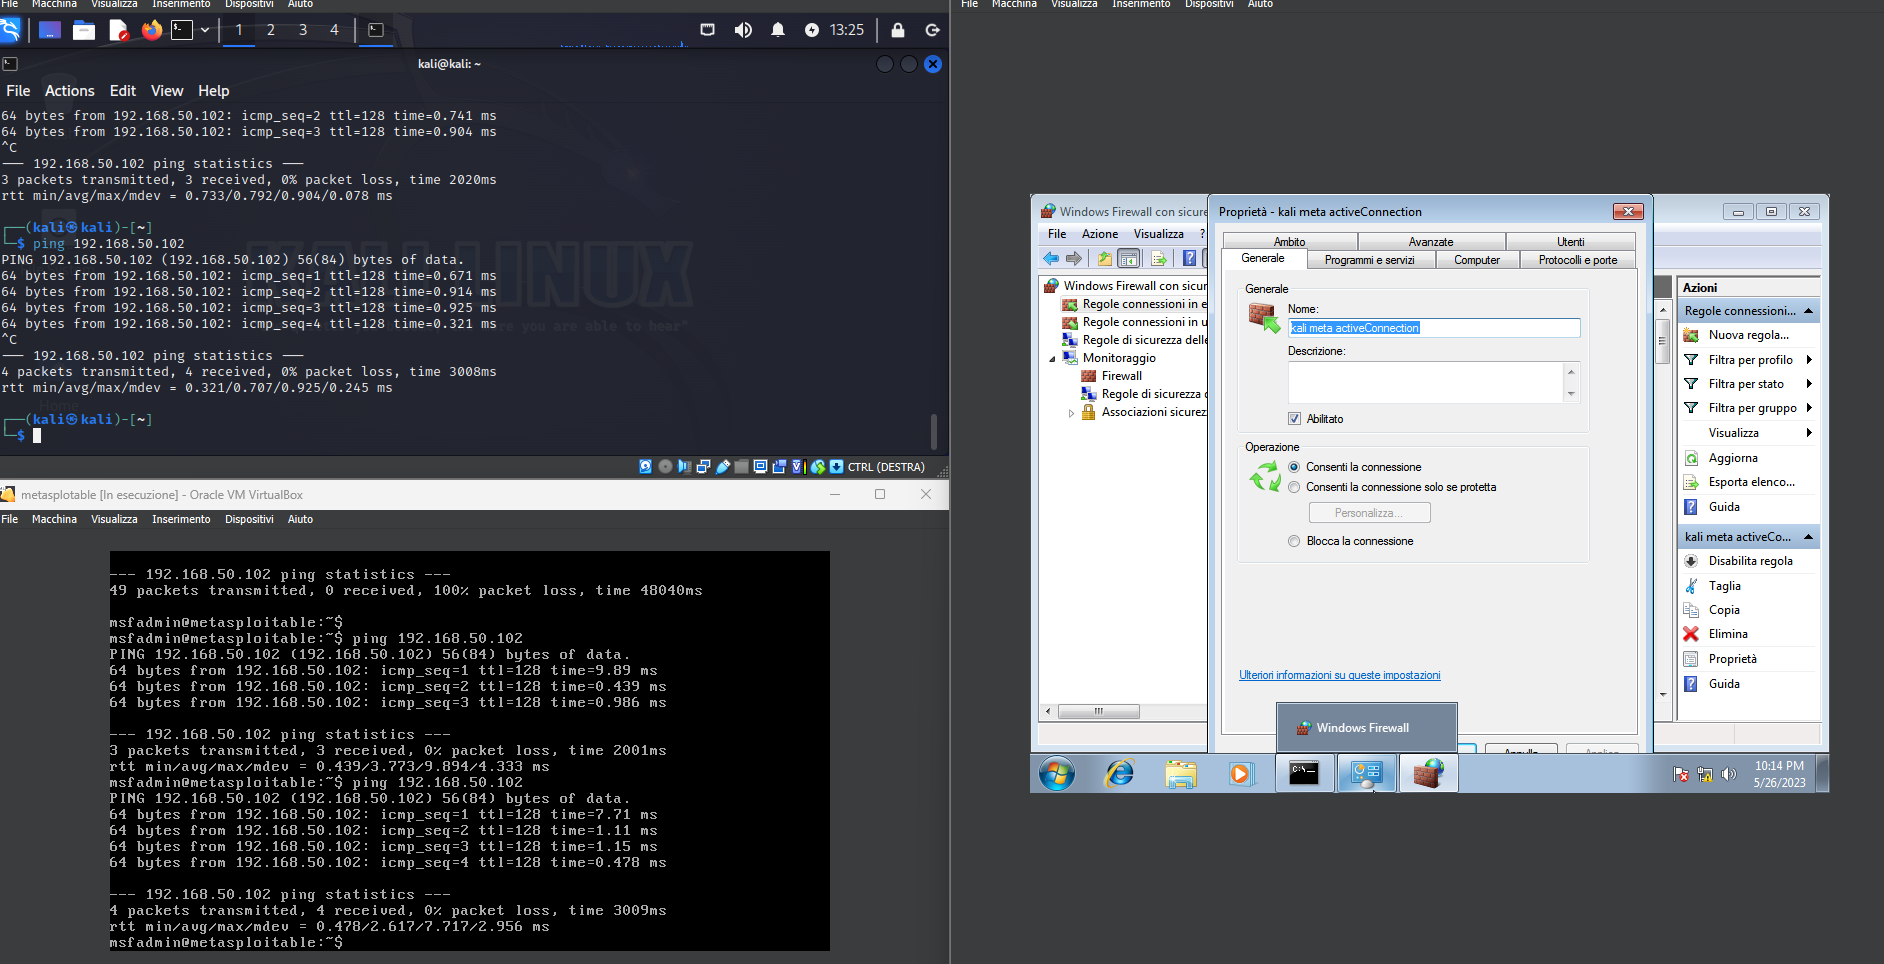 File Macchina Visualizza Inserimento Dispositivi Aiuto
1 2 3 4 13:25
kali@kali: ~
File Actions Edit View Help
64 bytes from 192.168.50.102: icmp_seq=2 ttl=128 time=0.741 ms
64 bytes from 192.168.50.102: icmp_seq=3 ttl=128 time=0.904 ms
^C
— 192.168.50.102 ping statistics —
3 packets transmitted, 3 received, 0% packet loss, time 2020ms
rtt min/avg/max/mdev = 0.733/0.792/0.904/0.078 ms
┌──(kali㉿kali)-[~]
└─$ ping 192.168.50.102
PING 192.168.50.102 (192.168.50.102) 56(84) bytes of data.
64 bytes from 192.168.50.102: icmp_seq=1 ttl=128 time=0.671 ms
64 bytes from 192.168.50.102: icmp_seq=2 ttl=128 time=0.914 ms
64 bytes from 192.168.50.102: icmp_seq=3 ttl=128 time=0.925 ms
64 bytes from 192.168.50.102: icmp_seq=4 ttl=128 time=0.321 ms
^C
— 192.168.50.102 ping statistics —
4 packets transmitted, 4 received, 0% packet loss, time 3008ms
rtt min/avg/max/mdev = 0.321/0.707/0.925/0.245 ms
┌──(kali㉿kali)-[~]
└─$
KALI LINUX
you are able to hear"
CTRL (DESTRA)
metasplotable [In esecuzione] - Oracle VM VirtualBox
File Macchina Visualizza Inserimento Dispositivi Aiuto
--- 192.168.50.102 ping statistics ---
49 packets transmitted, 0 received, 100% packet loss, time 48040ms
msfadmin@metasploitable:~$
msfadmin@metasploitable:~$ ping 192.168.50.102
PING 192.168.50.102 (192.168.50.102) 56(84) bytes of data.
64 bytes from 192.168.50.102: icmp_seq=1 ttl=128 time=9.89 ms
64 bytes from 192.168.50.102: icmp_seq=2 ttl=128 time=0.439 ms
64 bytes from 192.168.50.102: icmp_seq=3 ttl=128 time=0.986 ms
--- 192.168.50.102 ping statistics ---
3 packets transmitted, 3 received, 0% packet loss, time 2001ms
rtt min/avg/max/mdev = 0.439/3.773/9.894/4.333 ms
msfadmin@metasploitable:~$ ping 192.168.50.102
PING 192.168.50.102 (192.168.50.102) 56(84) bytes of data.
64 bytes from 192.168.50.102: icmp_seq=1 ttl=128 time=7.71 ms
64 bytes from 192.168.50.102: icmp_seq=2 ttl=128 time=1.11 ms
64 bytes from 192.168.50.102: icmp_seq=3 ttl=128 time=1.15 ms
64 bytes from 192.168.50.102: icmp_seq=4 ttl=128 time=0.478 ms
--- 192.168.50.102 ping statistics ---
4 packets transmitted, 4 received, 0% packet loss, time 3009ms
rtt min/avg/max/mdev = 0.478/2.617/7.717/2.956 ms
msfadmin@metasploitable:~$
File Macchina Visualizza Inserimento Dispositivi Aiuto
Windows Firewall con sicure
File Azione Visualizza ?
Windows Firewall con sicur
Regole connessioni in e
Regole connessioni in u
Regole di sicurezza delle
Monitoraggio
Firewall
Regole di sicurezza d
Associazioni sicurez
Proprietà - kali meta activeConnection
Ambito Avanzate Utenti
Generale Programmi e servizi Computer Protocolli e porte
Generale
Nome:
kali meta activeConnection
Descrizione:
Abilitato
Operazione
Consenti la connessione
Consenti la connessione solo se protetta
Personalizza...
Blocca la connessione
Ulteriori informazioni su queste impostazioni
Annulla Applica
Windows Firewall
Azioni
Regole connessioni...
Nuova regola...
Filtra per profilo
Filtra per stato
Filtra per gruppo
Visualizza
Aggiorna
Esporta elenco...
Guida
kali meta activeCo...
Disabilita regola
Taglia
Copia
Elimina
Proprietà
Guida
10:14 PM
5/26/2023